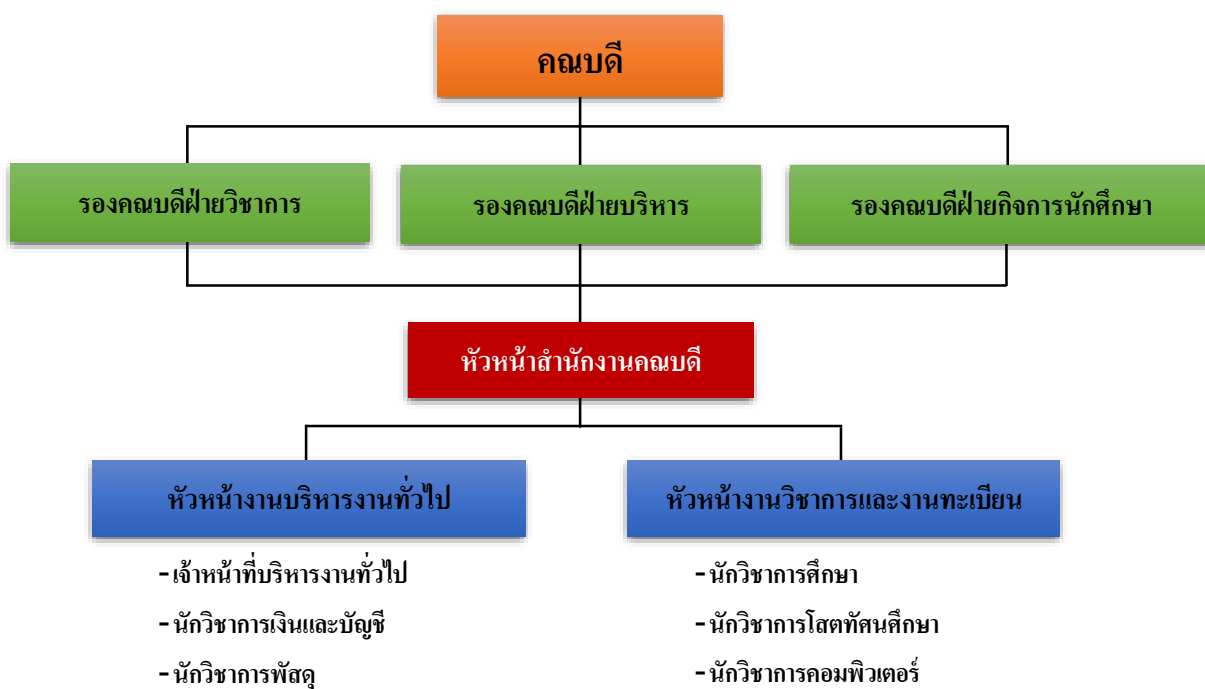 คณบดี
รองคณบดีฝ่ายวิชาการ
รองคณบดีฝ่ายบริหาร
รองคณบดีฝ่ายกิจการนักศึกษา
หัวหน้าสำนักงานคณบดี
หัวหน้างานบริหารงานทั่วไป
-เจ้าหน้าที่บริหารงานทั่วไป
-นักวิชาการเงินและบัญชี
-นักวิชาการพัสดุ
หัวหน้างานวิชาการและงานทะเบียน
-นักวิชาการศึกษา
-นักวิชาการโสตทัศนศึกษา
-นักวิชาการคอมพิวเตอร์